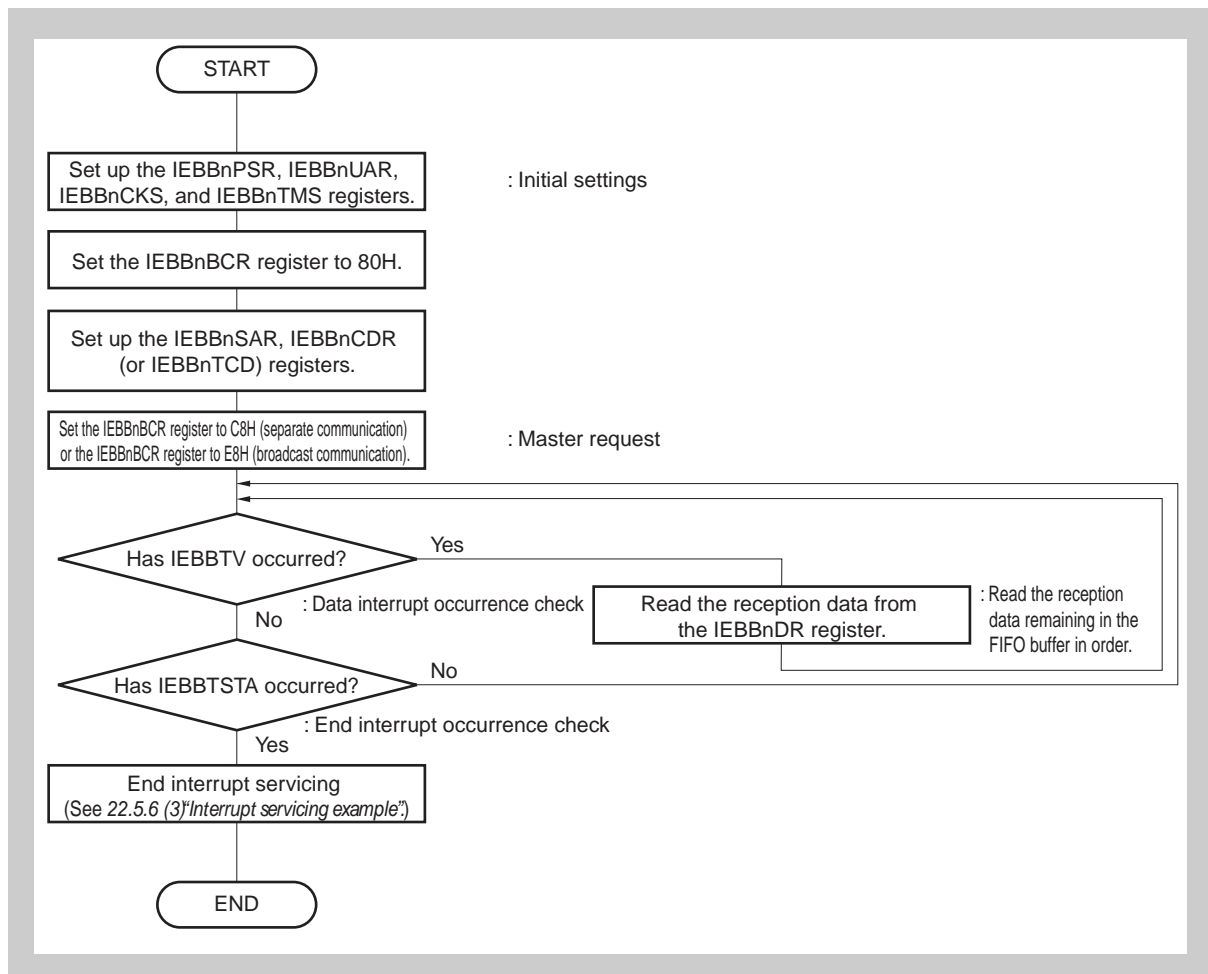 START
Set up the IEBBnPSR, IEBBnUAR,
IEBBnCKS, and IEBBnTMS registers.
: Initial settings
Set the IEBBnBCR register to 80H.
Set up the IEBBnSAR, IEBBnCDR
(or IEBBnTCD) registers.
Set the IEBBnBCR register to C8H (separate communication)
or the IEBBnBCR register to E8H (broadcast communication).
: Master request
Has IEBBTV occurred?
Yes
: Data interrupt occurrence check
No
Read the reception data from
the IEBBnDR register.
: Read the reception
data remaining in the
FIFO buffer in order.
Has IEBBTSTA occurred?
No
: End interrupt occurrence check
Yes
End interrupt servicing
(See 22.5.6 (3)“Interrupt servicing example”.)
END